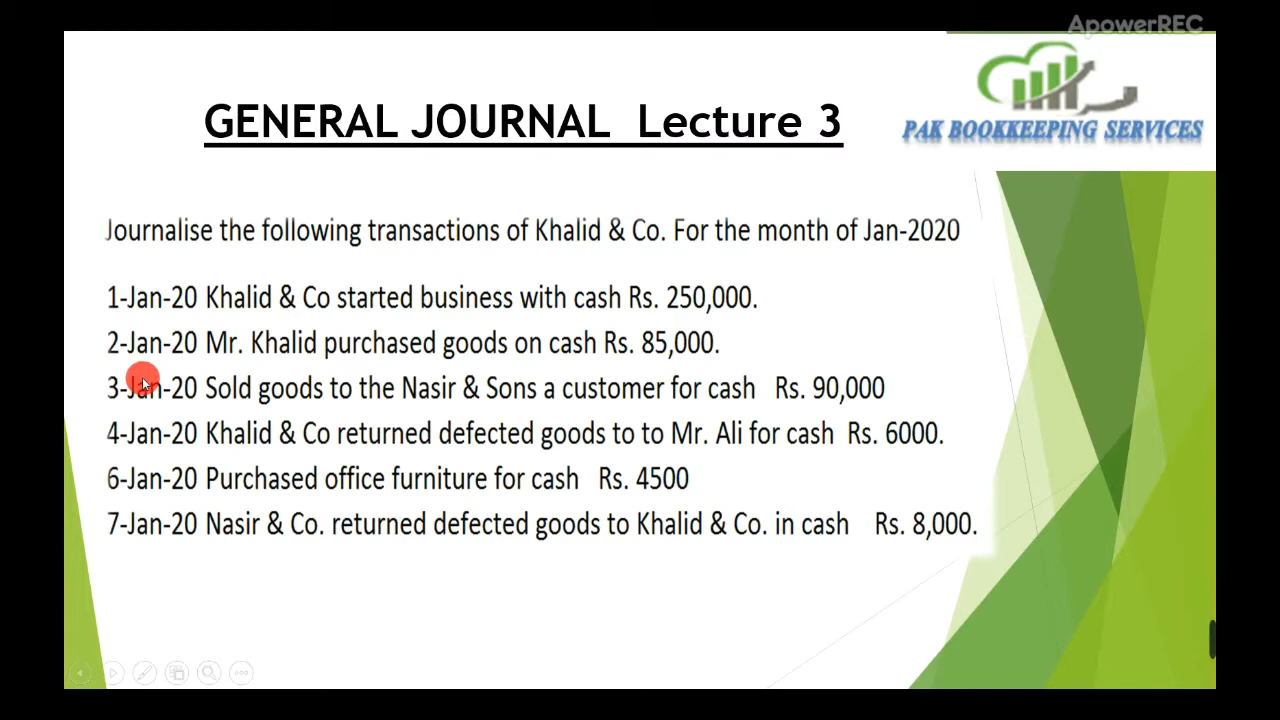 ApowerREC
GENERAL JOURNAL Lecture 3
PAK BOOKKEEPING SERVICES
Journalise the following transactions of Khalid & Co. For the month of Jan-2020
1-Jan-20 Khalid & Co started business with cash Rs. 250,000.
2-Jan-20 Mr. Khalid purchased goods on cash Rs. 85,000.
3-Jan-20 Sold goods to the Nasir & Sons a customer for cash Rs. 90,000
4-Jan-20 Khalid & Co returned defected goods to to Mr. Ali for cash Rs. 6000.
6-Jan-20 Purchased office furniture for cash Rs. 4500
7-Jan-20 Nasir & Co. returned defected goods to Khalid & Co. in cash Rs. 8,000.